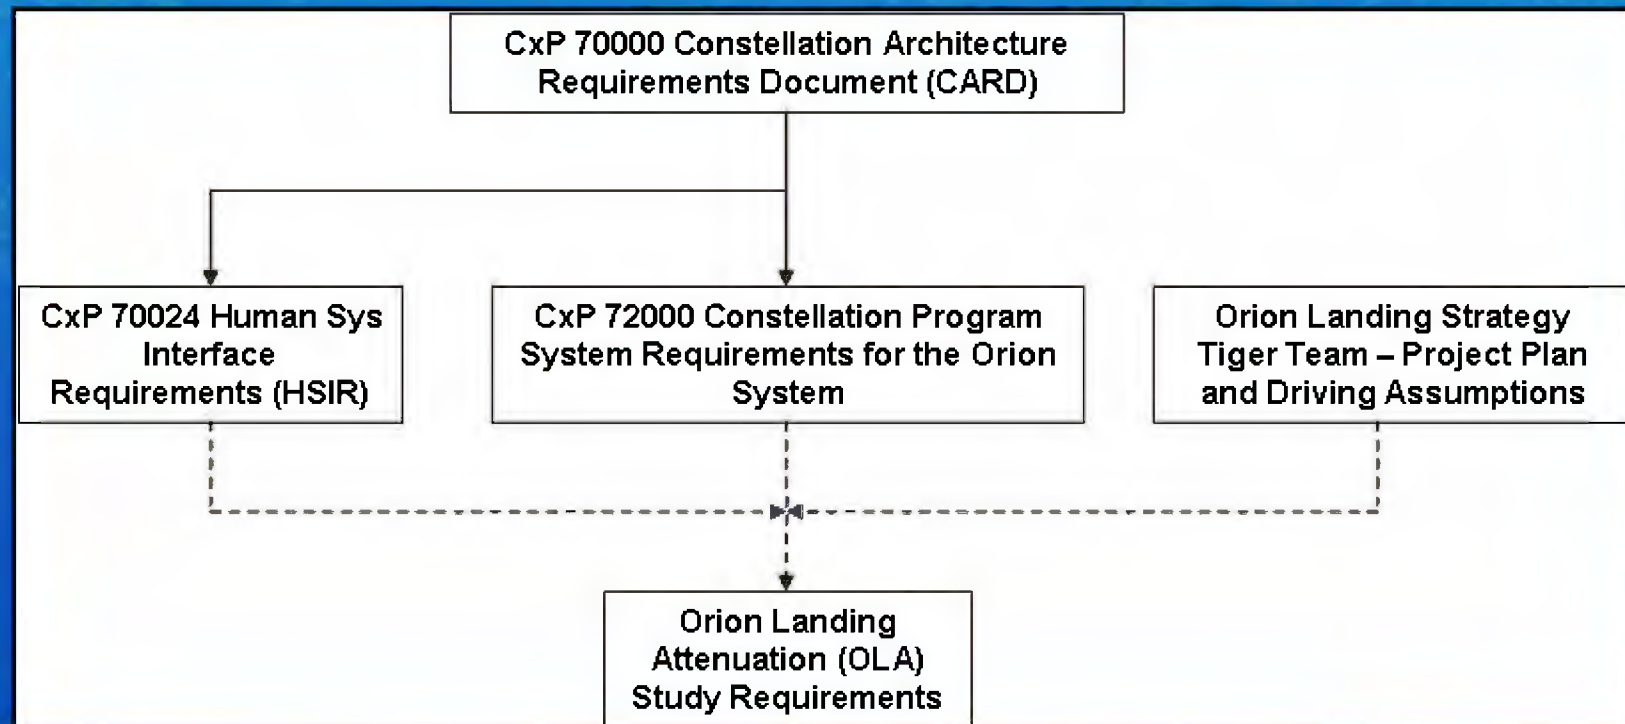 CxP 70000 Constellation Architecture
Requirements Document (CARD)
CxP 70024 Human Sys
Interface
Requirements (HSIR)
CxP 72000 Constellation Program
System Requirements for the Orion
System
Orion Landing Strategy
Tiger Team – Project Plan
and Driving Assumptions
Orion Landing
Attenuation (OLA)
Study Requirements